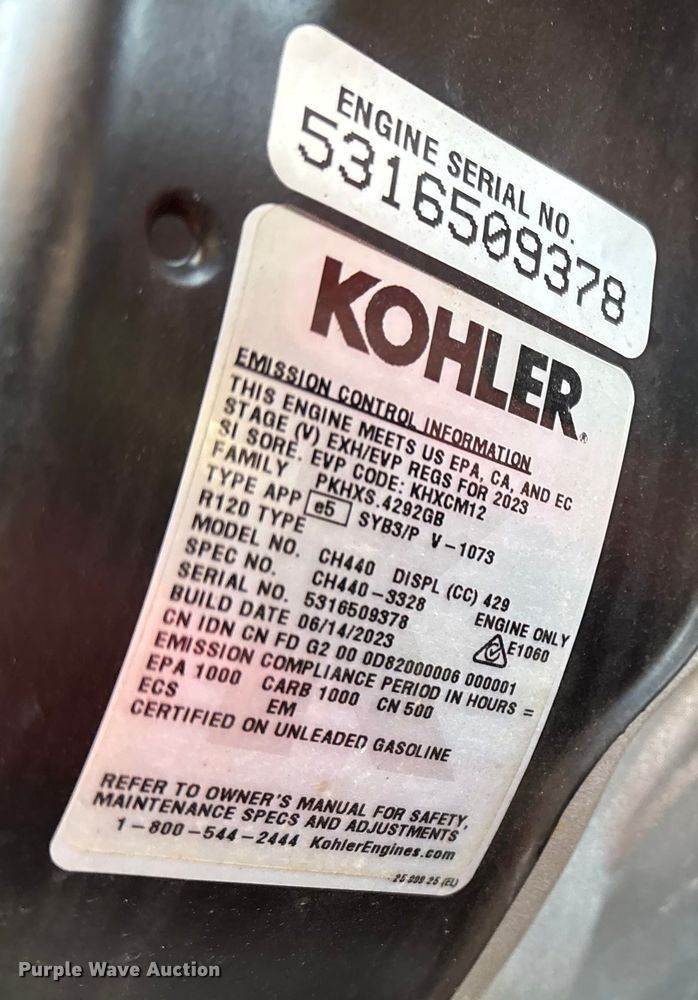 ENGINE SERIAL NO.
5316509378
KOHLER®
EMISSION CONTROL INFORMATION
THIS ENGINE MEETS US EPA, CA, AND EC
STAGE (V) EXH/EVP REGS FOR 2023
SI SORE. EVP CODE: KHXCM12
FAMILY PKHXS.4292GB
TYPE APP e5 SYB3/P V-1073
R120 TYPE
MODEL NO. CH440 DISPL (CC) 429
SPEC NO. CH440-3328 ENGINE ONLY
SERIAL NO. 5316509378 E1060
BUILD DATE 06/14/2023
CN IDN CN FD G2 00 0D82000006 000001
EMISSION COMPLIANCE PERIOD IN HOURS =
EPA 1000 CARB 1000 CN 500
ECS EM
CERTIFIED ON UNLEADED GASOLINE
REFER TO OWNER'S MANUAL FOR SAFETY,
MAINTENANCE SPECS AND ADJUSTMENTS
1-800-544-2444 KohlerEngines.com
Purple Wave Auction